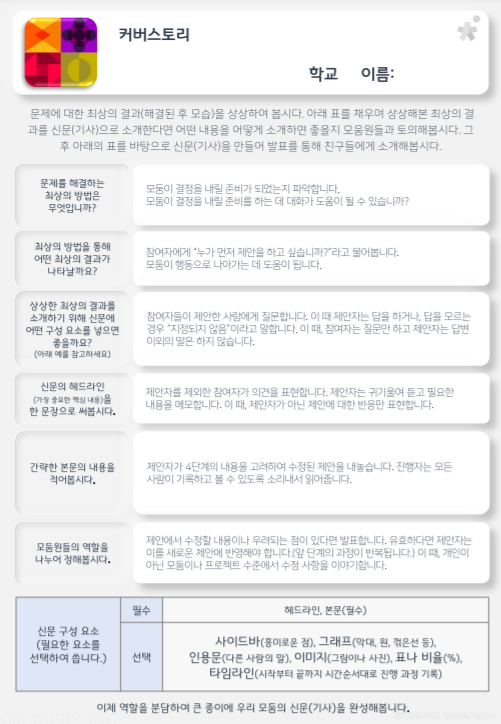 커버스토리
학교 이름:
문제에 대한 최상의 결과(해결된 후 모습)을 상상하여 봅시다. 아래 표를 채우며 상상해본 최상의 결
과를 신문(기사)으로 소개한다면 어떤 내용을 어떻게 소개하면 좋을지 모둠원들과 토의해봅시다. 그
후 아래의 표를 바탕으로 신문(기사)을 만들어 발표를 통해 친구들에게 소개해봅시다.
문제를 해결하는
최상의 방법은
무엇입니까?
모둠이 결정을 내릴 준비가 되었는지 파악합니다.
모둠이 결정을 내릴 준비를 하는 데 대화가 도움이 될 수 있습니까?
최상의 방법을 통해
어떤 최상의 결과가
나타날까요?
참여자에게 "누가 먼저 제안을 하고 싶습니까?"라고 물어봅니다.
모둠이 행동으로 나아가는 데 도움이 됩니다.
상상한 최상의 결과를
소개하기 위해 신문에
어떤 구성 요소를 넣으면
좋을까요?
(아래 예를 참고하세요)
참여자들이 제안한 사람에게 질문합니다. 이 때 제안자는 답을 하거나, 답을 모르는
경우 "지정되지 않음"이라고 말합니다. 이 때, 참여자는 질문만 하고 제안자는 답변
이외의 말은 하지 않습니다.
신문의 헤드라인
(가장 중요한 핵심 내용)을
한 문장으로 써봅시다.
제안자를 제외한 참여자가 의견을 표현합니다. 제안자는 귀기울여 듣고 필요한
내용을 메모합니다. 이 때, 제안자가 아닌 제안에 대한 반응만 표현합니다.
간략한 본문의 내용을
적어봅시다.
제안자가 4단계의 내용을 고려하여 수정된 제안을 내놓습니다. 진행자는 모든
사람이 기록하고 볼 수 있도록 소리내서 읽어줍니다.
모둠원들의 역할을
나누어 정해봅시다.
제안에서 수정할 내용이나 우려되는 점이 있다면 발표합니다. 유효하다면 제안자는
이를 새로운 제안에 반영해야 합니다.(앞 단계의 과정이 반복됩니다.) 이 때, 개인이
아닌 모둠이나 프로젝트 수준에서 수정 사항을 이야기합니다.
신문 구성 요소
(필요한 요소를
선택하여 씁니다.)
필수
헤드라인, 본문(필수)
선택
사이드바(흥미로운 점), 그래프(막대, 원, 꺾은선 등),
인용문(다른 사람의 말), 이미지(그림이나 사진), 표나 비율(%),
타임라인(시작부터 끝까지 시간순서대로 진행 과정 기록)
이제 역할을 분담하여 큰 종이에 우리 모둠의 신문(기사)을 완성해봅니다.